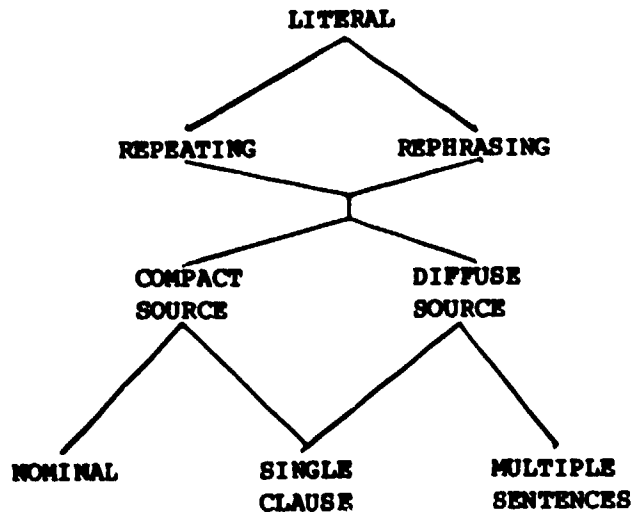 LITERAL
REPEATING REPHRASING
COMPACT DIFFUSE
SOURCE SOURCE
NOMINAL SINGLE MULTIPLE
CLAUSE SENTENCES